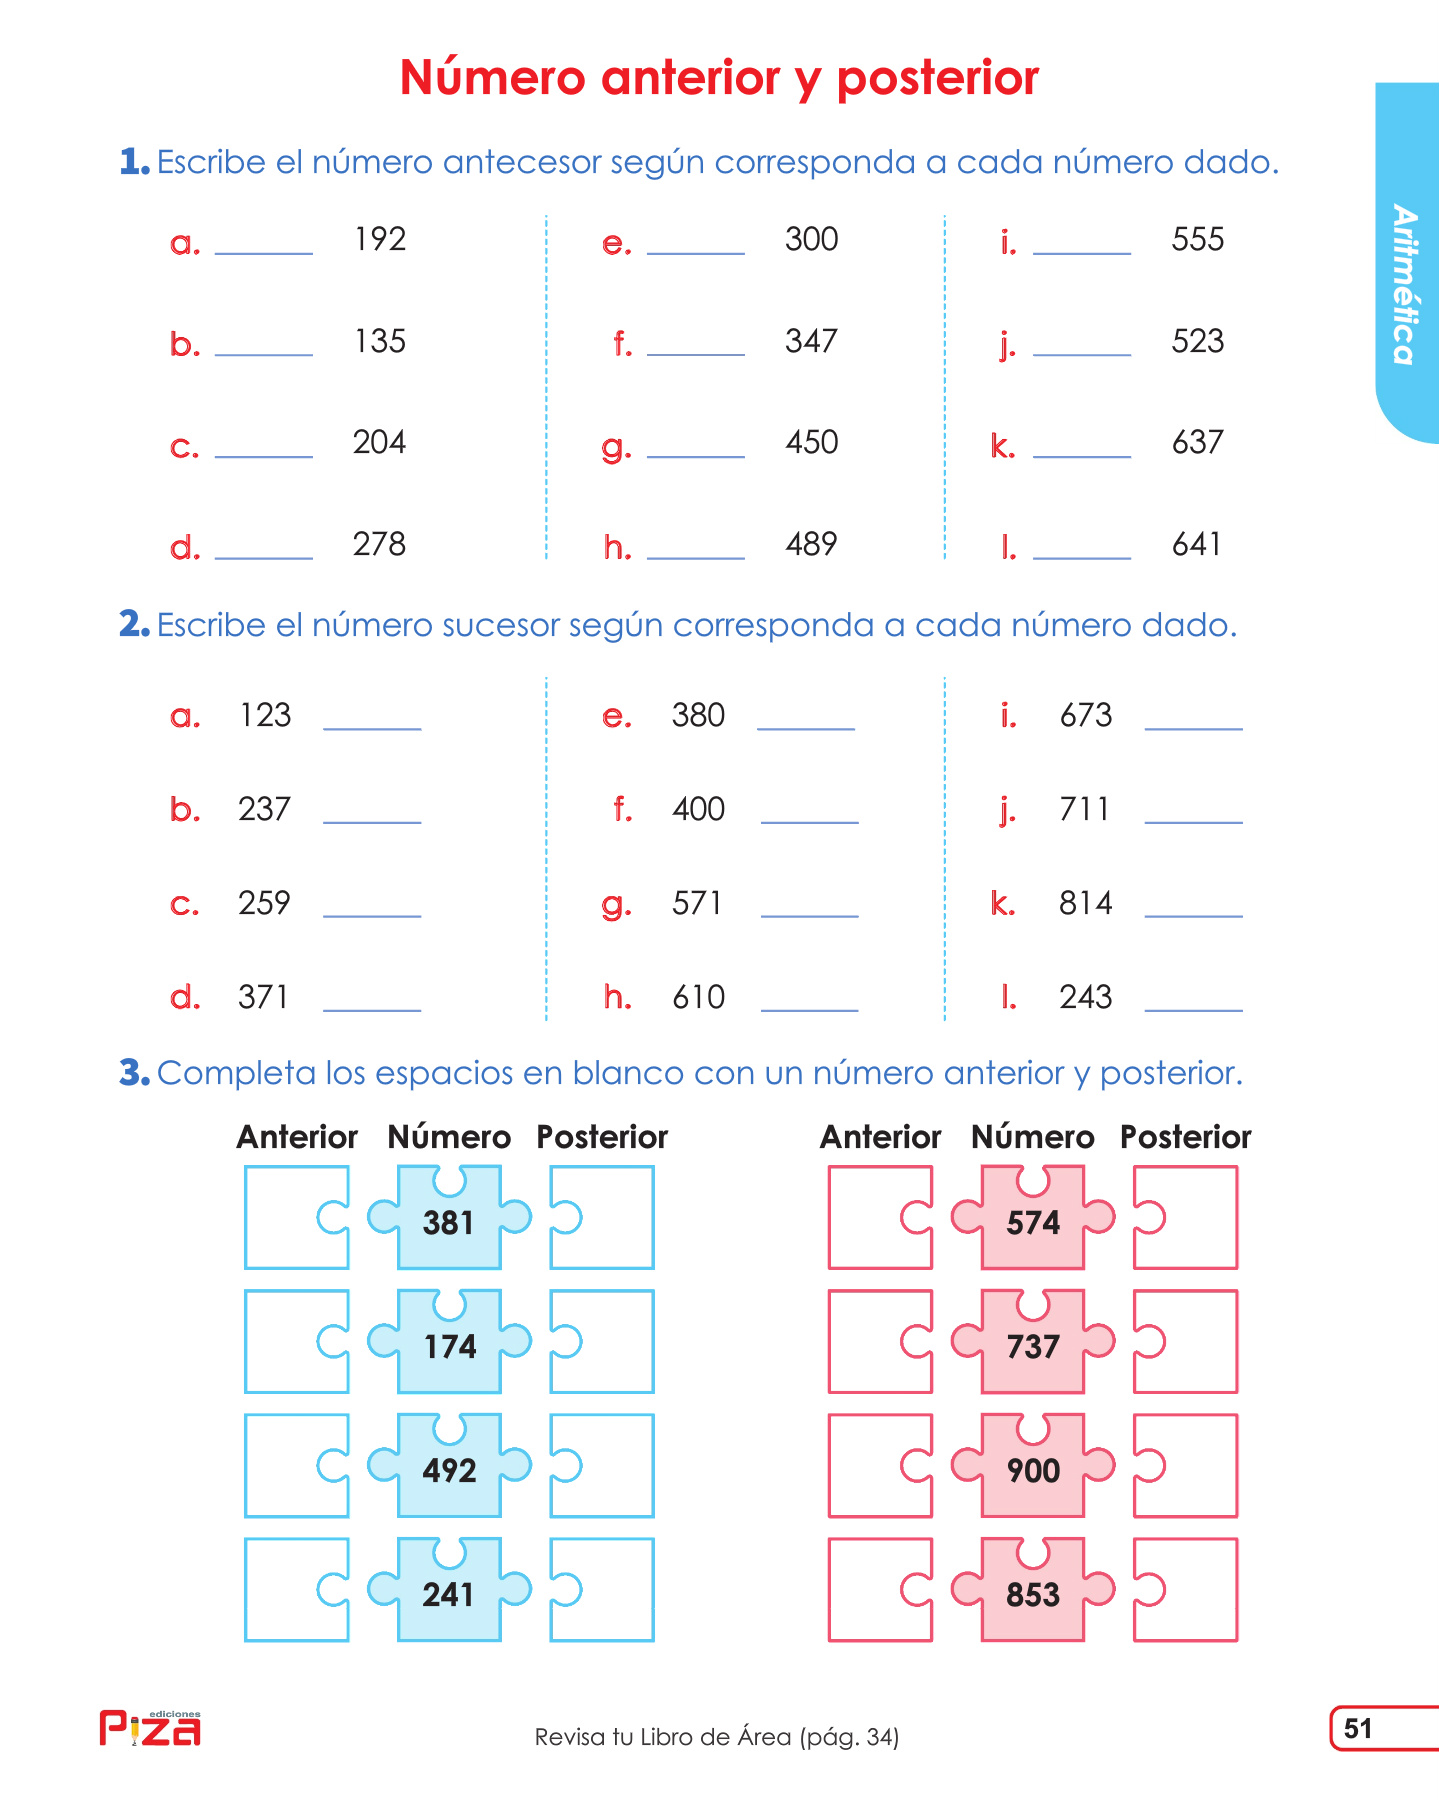 Número anterior y posterior
Aritmética
1. Escribe el número antecesor según corresponda a cada número dado.
a. ______ 192 e. ______ 300 i. ______ 555
b. ______ 135 f. ______ 347 j. ______ 523
c. ______ 204 g. ______ 450 k. ______ 637
d. ______ 278 h. ______ 489 l. ______ 641
2. Escribe el número sucesor según corresponda a cada número dado.
a. 123 ______ e. 380 ______ i. 673 ______
b. 237 ______ f. 400 ______ j. 711 ______
c. 259 ______ g. 571 ______ k. 814 ______
d. 371 ______ h. 610 ______ l. 243 ______
3. Completa los espacios en blanco con un número anterior y posterior.
Anterior Número Posterior Anterior Número Posterior
381 574
174 737
492 900
241 853
ediciones
Piza
Revisa tu Libro de Área (pág. 34)
51